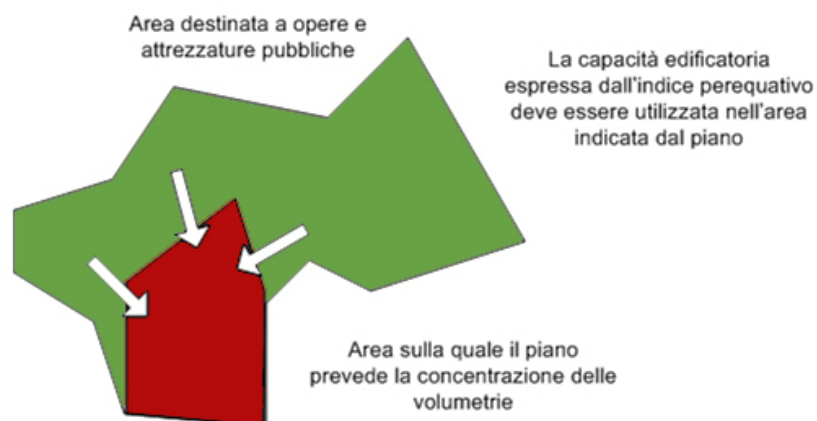 Area destinata a opere e
attrezzature pubbliche
La capacità edificatoria
espressa dall'indice perequativo
deve essere utilizzata nell'area
indicata dal piano
Area sulla quale il piano
prevede la concentrazione delle
volumetrie